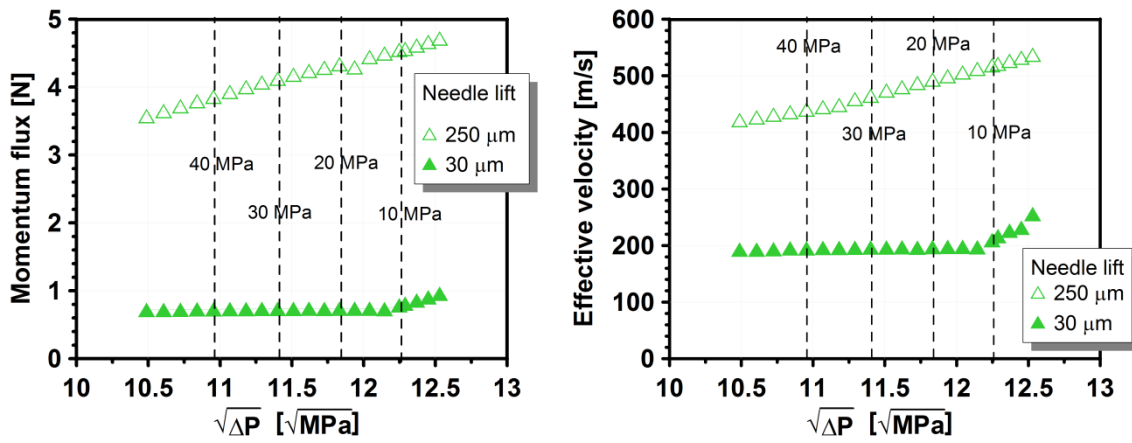 5
4
3
2
1
0
Momentum flux [N]
Needle lift
250 μm
30 μm
40 MPa
20 MPa
30 MPa
10 MPa
10
10.5
11
11.5
12
12.5
13
√ΔP [√MPa]
600
500
400
300
200
100
0
Effective velocity [m/s]
40 MPa
20 MPa
30 MPa
10 MPa
Needle lift
250 μm
30 μm
10
10.5
11
11.5
12
12.5
13
√ΔP [√MPa]